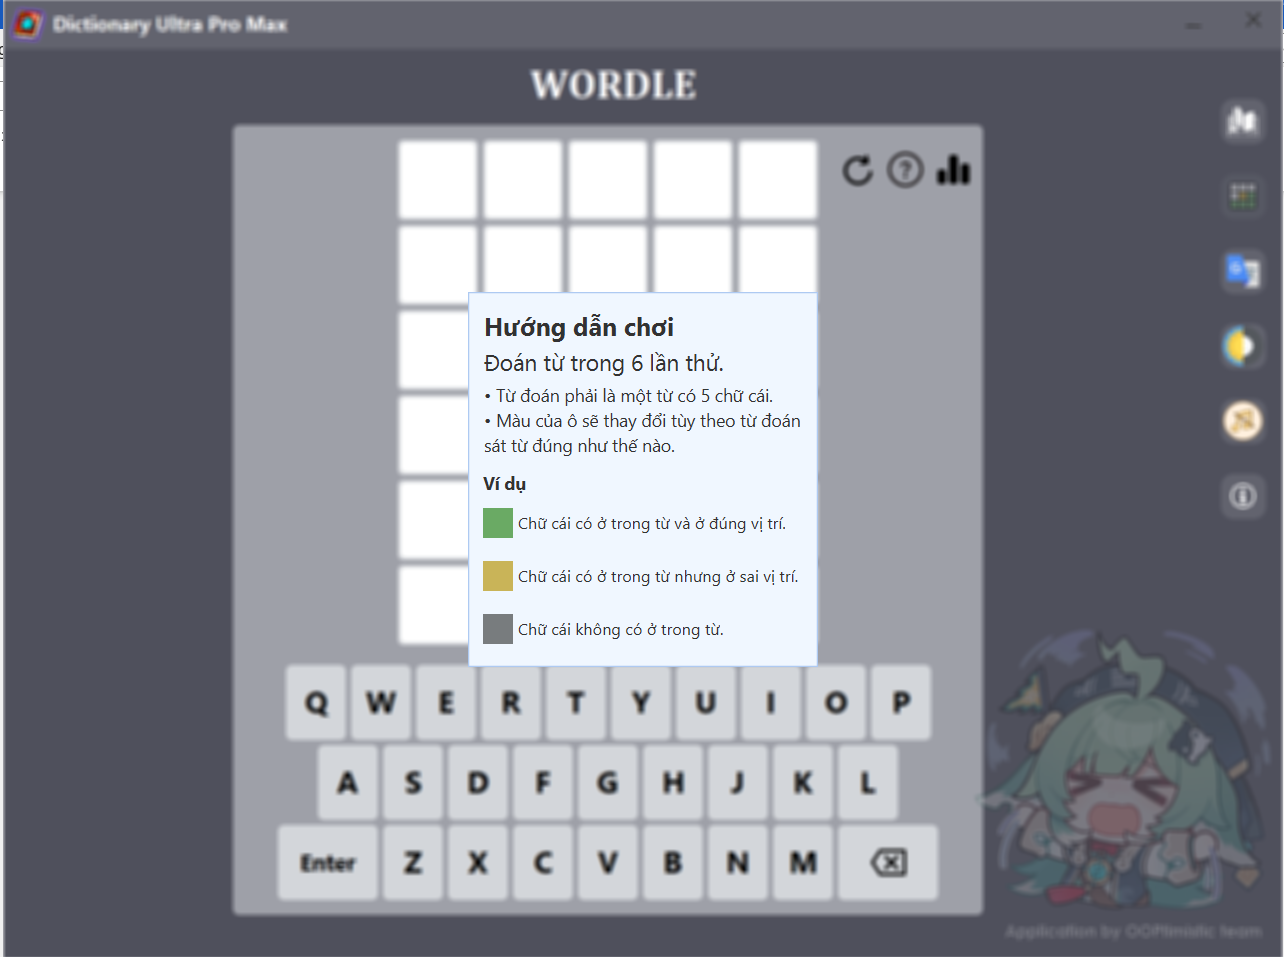 Dictionary Ultra Pro Max
WORDLE
?
Hướng dẫn chơi
Đoán từ trong 6 lần thử.
• Từ đoán phải là một từ có 5 chữ cái.
• Màu của ô sẽ thay đổi tùy theo từ đoán
sát từ đúng như thế nào.
Ví dụ
Chữ cái có ở trong từ và ở đúng vị trí.
Chữ cái có ở trong từ nhưng ở sai vị trí.
Chữ cái không có ở trong từ.
Q W E R T Y U I O P
A S D F G H J K L
Enter Z X C V B N M
Application by OOPtimistic team